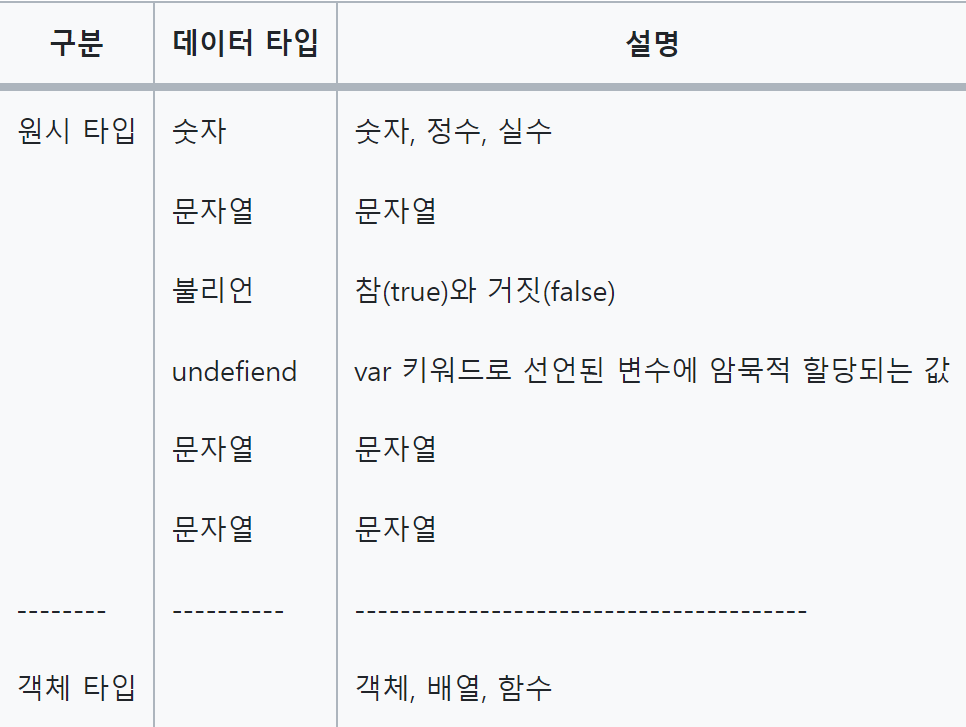 구분 데이터 타입 설명
원시 타입 숫자 숫자, 정수, 실수
문자열 문자열
불리언 참(true)와 거짓(false)
undefiend var 키워드로 선언된 변수에 암묵적 할당되는 값
문자열 문자열
문자열 문자열
-------- ---------- ----------------------------------------
객체 타입 객체, 배열, 함수